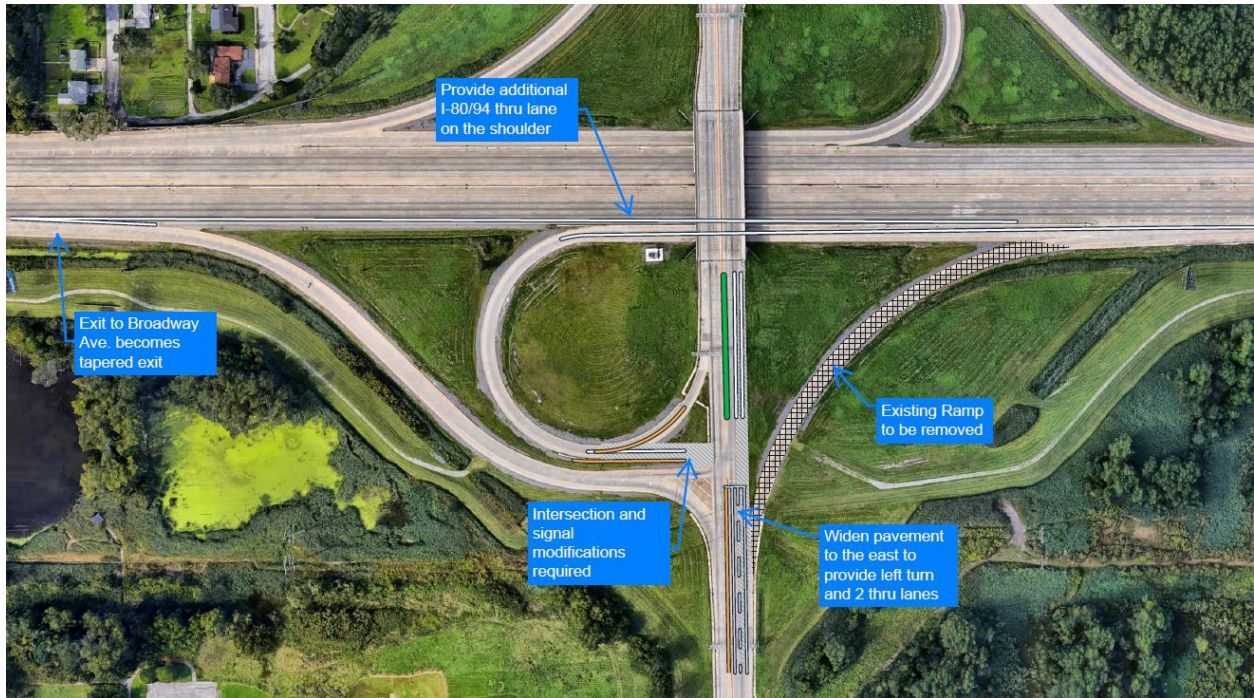 Provide additional
I-80/94 thru lane
on the shoulder
Exit to Broadway
Ave. becomes
tapered exit
Existing Ramp
to be removed
Intersection and
signal
modifications
required
Widen pavement
to the east to
provide left turn
and 2 thru lanes